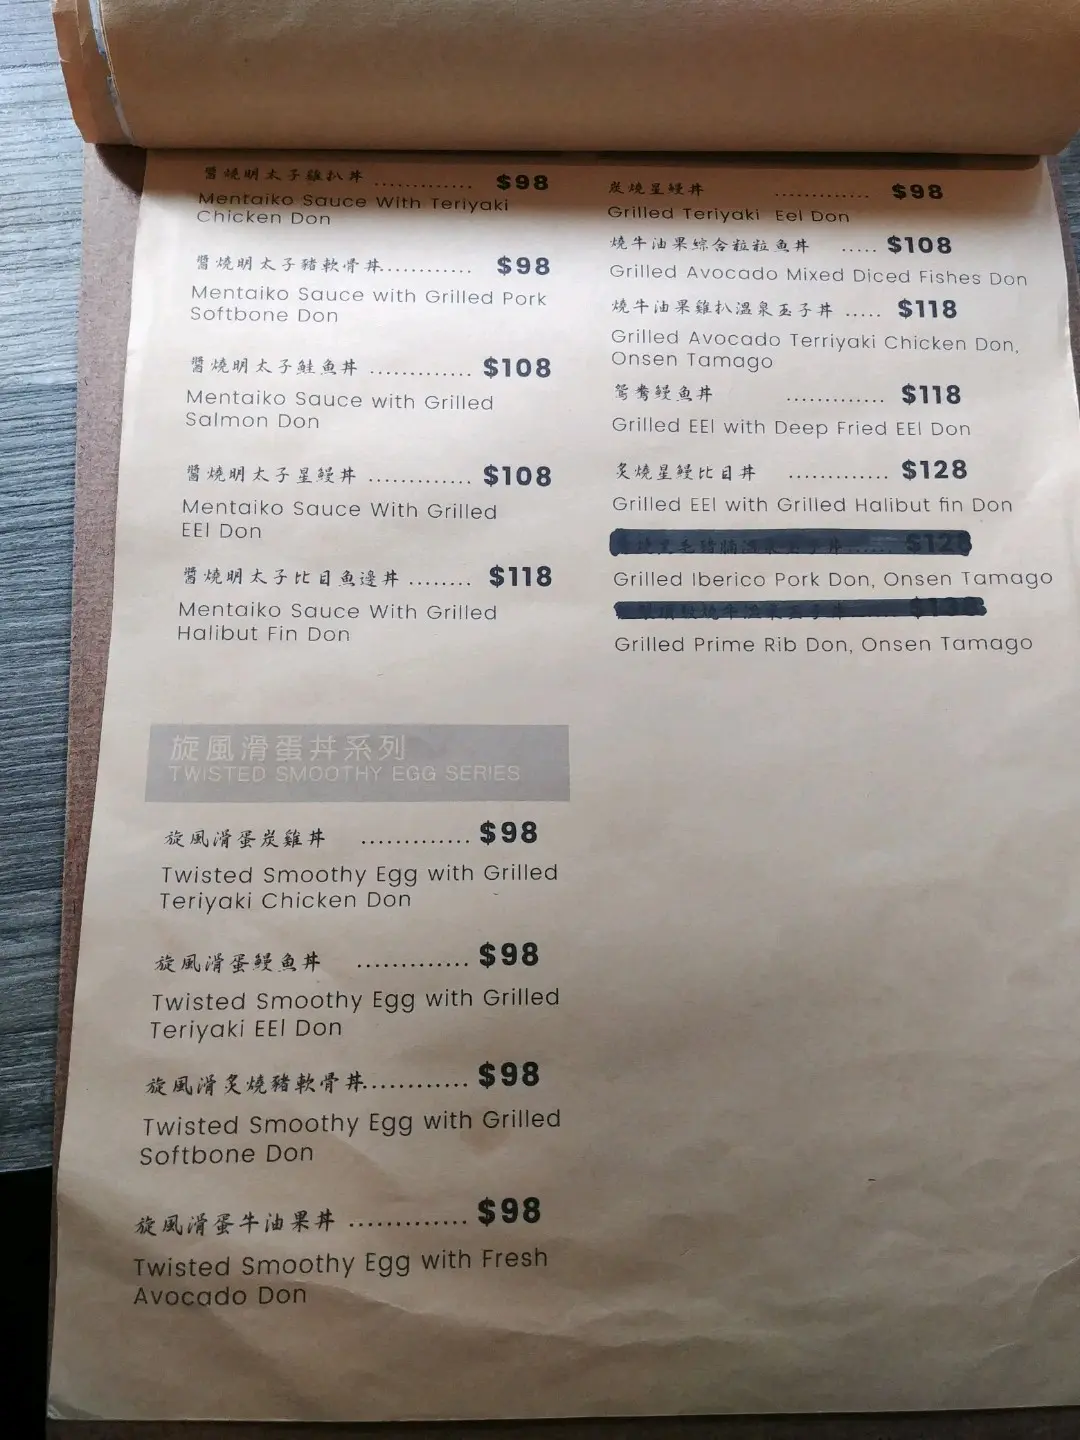 醬燒明太子雞扒丼 ............. $98
Mentaiko Sauce With Teriyaki
Chicken Don
醬燒明太子豬軟骨丼............ $98
Mentaiko Sauce with Grilled Pork
Softbone Don
醬燒明太子鮭魚丼 ............. $108
Mentaiko Sauce with Grilled
Salmon Don
醬燒明太子星鰻丼 ............. $108
Mentaiko Sauce With Grilled
EEl Don
醬燒明太子比目魚邊丼 ........ $118
Mentaiko Sauce With Grilled
Halibut Fin Don
旋風滑蛋丼系列
TWISTED SMOOTHY EGG SERIES
旋風滑蛋炭雞丼 ............. $98
Twisted Smoothy Egg with Grilled
Teriyaki Chicken Don
旋風滑蛋鰻魚丼 ............. $98
Twisted Smoothy Egg with Grilled
Teriyaki EEl Don
旋風滑炙燒豬軟骨丼............ $98
Twisted Smoothy Egg with Grilled
Softbone Don
旋風滑蛋牛油果丼 ............. $98
Twisted Smoothy Egg with Fresh
Avocado Don
炭燒星鰻丼 ............. $98
Grilled Teriyaki Eel Don
燒牛油果綜合粒粒魚丼 ..... $108
Grilled Avocado Mixed Diced Fishes Don
燒牛油果雞扒溫泉玉子丼 ..... $118
Grilled Avocado Terriyaki Chicken Don,
Onsen Tamago
鴛鴦鰻魚丼 ............. $118
Grilled EEl with Deep Fried EEl Don
炙燒星鰻比目丼 ............. $128
Grilled EEl with Grilled Halibut fin Don
$128
Grilled Iberico Pork Don, Onsen Tamago
$138
Grilled Prime Rib Don, Onsen Tamago